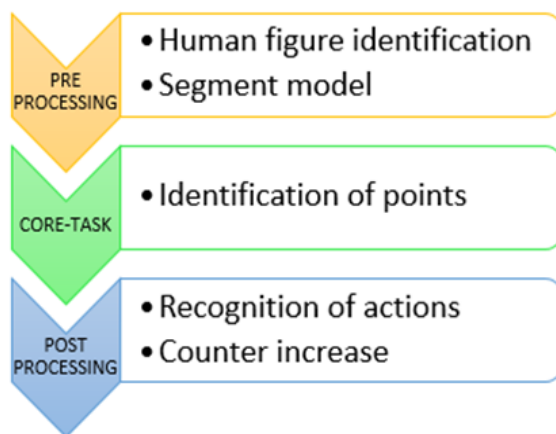 PRE
PROCESSING
• Human figure identification
• Segment model
CORE-TASK
• Identification of points
POST
PROCESSING
• Recognition of actions
• Counter increase